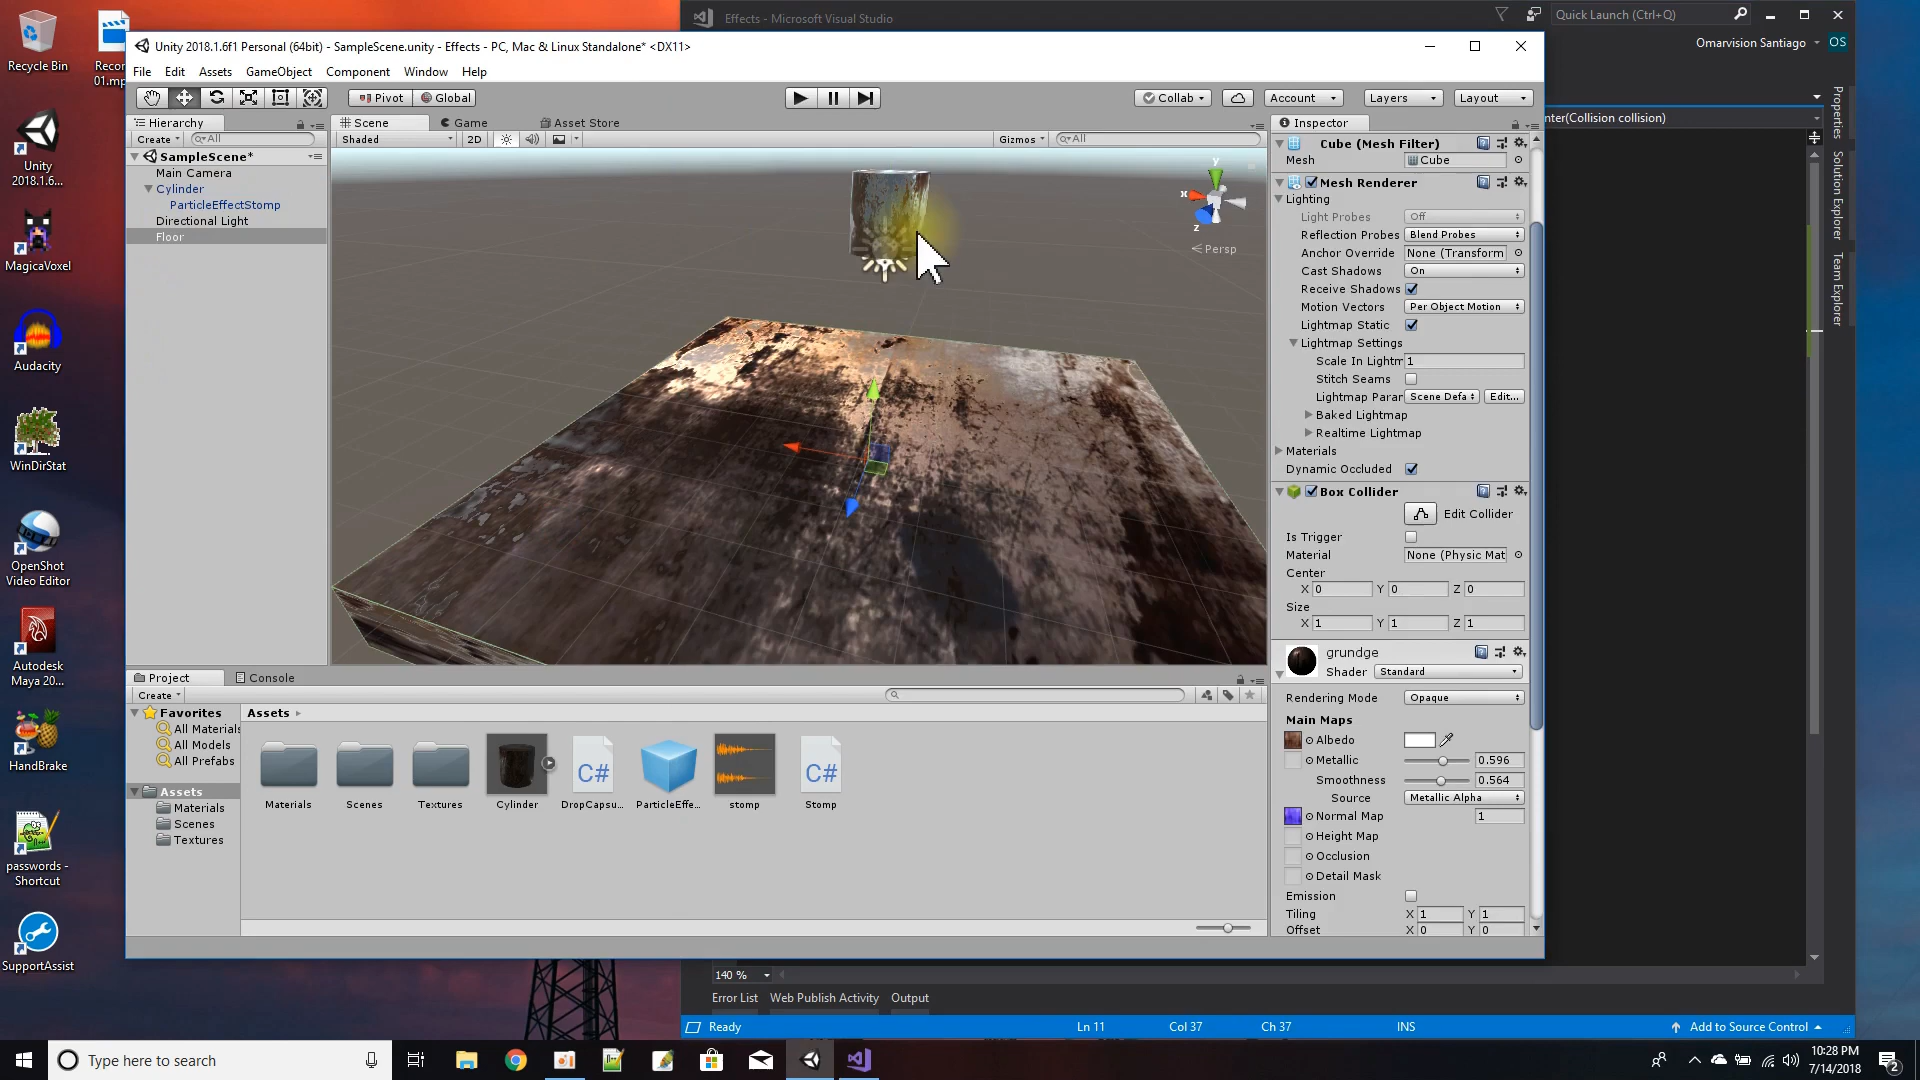 Effects - Microsoft Visual Studio
Quick Launch (Ctrl+Q)
Omarvision Santiago
OS
Unity 2018.1.6f1 Personal (64bit) - SampleScene.unity - Effects - PC, Mac & Linux Standalone* <DX11>
File Edit Assets GameObject Component Window Help
Pivot Global
Collab
Account
Layers
Layout
nter(Collision collision)
Properties
Solution Explorer
Team Explorer
Recycle Bin
Recor
01.mp
Unity
2018.1.6...
MagicaVoxel
Audacity
WinDirStat
OpenShot
Video Editor
Autodesk
Maya 20...
HandBrake
passwords -
Shortcut
SupportAssist
Hierarchy
Create
All
SampleScene*
Main Camera
Cylinder
ParticleEffectStomp
Directional Light
Floor
Scene
Game
Asset Store
Shaded
2D
Gizmos
All
y
x
z
Persp
Inspector
Cube (Mesh Filter)
Mesh Cube
Mesh Renderer
Lighting
Light Probes Off
Reflection Probes Blend Probes
Anchor Override None (Transform
Cast Shadows On
Receive Shadows
Motion Vectors Per Object Motion
Lightmap Static
Lightmap Settings
Scale In Lightm 1
Stitch Seams
Lightmap Parar Scene Defa Edit...
Baked Lightmap
Realtime Lightmap
Materials
Dynamic Occluded
Box Collider
Edit Collider
Is Trigger
Material None (Physic Mat
Center
X 0 Y 0 Z 0
Size
X 1 Y 1 Z 1
grundge
Shader Standard
Rendering Mode Opaque
Main Maps
Albedo
Metallic 0.596
Smoothness 0.564
Source Metallic Alpha
Normal Map 1
Height Map
Occlusion
Detail Mask
Emission
Tiling X 1 Y 1
Offset X 0 Y 0
Project
Console
Create
Favorites
All Materials
All Models
All Prefabs
Assets
Materials
Scenes
Textures
Assets
C#
C#
Materials
Scenes
Textures
Cylinder
DropCapsu...
ParticleEffe...
stomp
Stomp
140 %
Error List Web Publish Activity Output
Ready
Ln 11
Col 37
Ch 37
INS
Add to Source Control
Type here to search
10:28 PM
7/14/2018
2